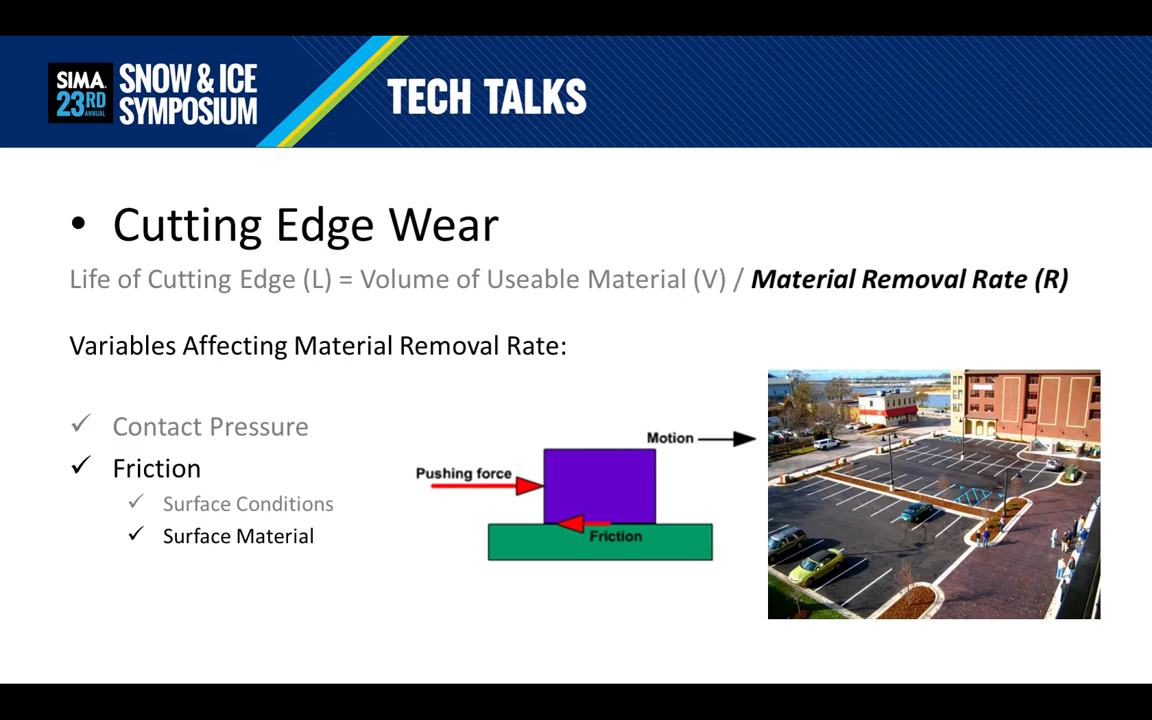 SIMA
23RD
ANNUAL
SNOW & ICE
SYMPOSIUM
TECH TALKS
• Cutting Edge Wear
Life of Cutting Edge (L) = Volume of Useable Material (V) / Material Removal Rate (R)
Variables Affecting Material Removal Rate:
✓ Contact Pressure
✓ Friction
✓ Surface Conditions
✓ Surface Material
Motion
Pushing force
Friction